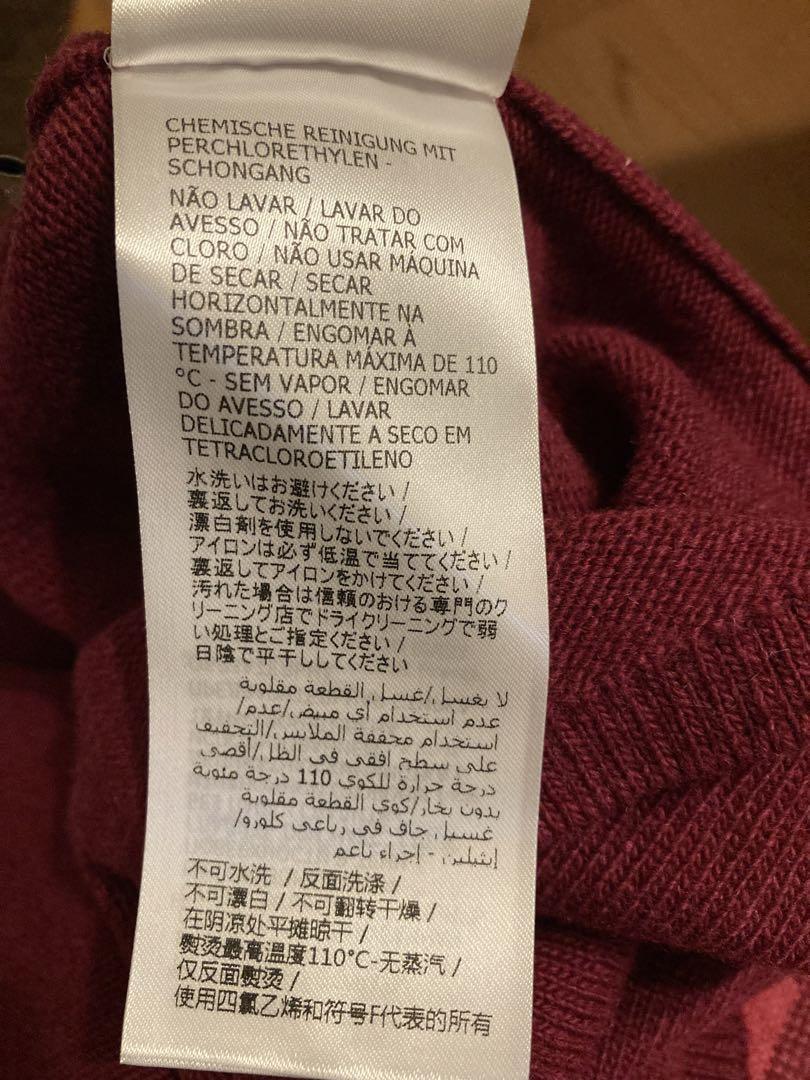 CHEMISCHE REINIGUNG MIT
PERCHLORETHYLEN -
SCHONGANG
NÃO LAVAR / LAVAR DO
AVESSO / NÃO TRATAR COM
CLORO / NÃO USAR MÁQUINA
DE SECAR / SECAR
HORIZONTALMENTE NA
SOMBRA / ENGOMAR À
TEMPERATURA MÁXIMA DE 110
°C - SEM VAPOR / ENGOMAR
DO AVESSO / LAVAR
DELICADAMENTE A SECO EM
TETRACLOROETILENO
水洗いはお避けください /
裏返してお洗いください /
漂白剤を使用しないでください /
アイロンは必ず低温で当ててください /
裏返してアイロンをかけてください /
汚れた場合は信頼のおける専門のク
リーニング店でドライクリーニングで弱
い処理とご指定ください /
日陰で平干ししてください
لا يغسل/غسل القطعة مقلوبة
عدم استخدام أي مبيض/عدم/
استخدام مجففة الملابس/التجفيف
على سطح افقي في الظل/أقصى
درجة حرارة للكوي 110 درجة مئوية
بدون بخار/كوي القطعة مقلوبة
غسيل جاف في رباعي كلورو/
إيثيلين - إجراء ناعم
不可水洗 / 反面洗涤 /
不可漂白 / 不可翻转干燥 /
在阴凉处平摊晾干 /
熨烫最高温度110°C-无蒸汽 /
仅反面熨烫 /
使用四氯乙烯和符号F代表的所有